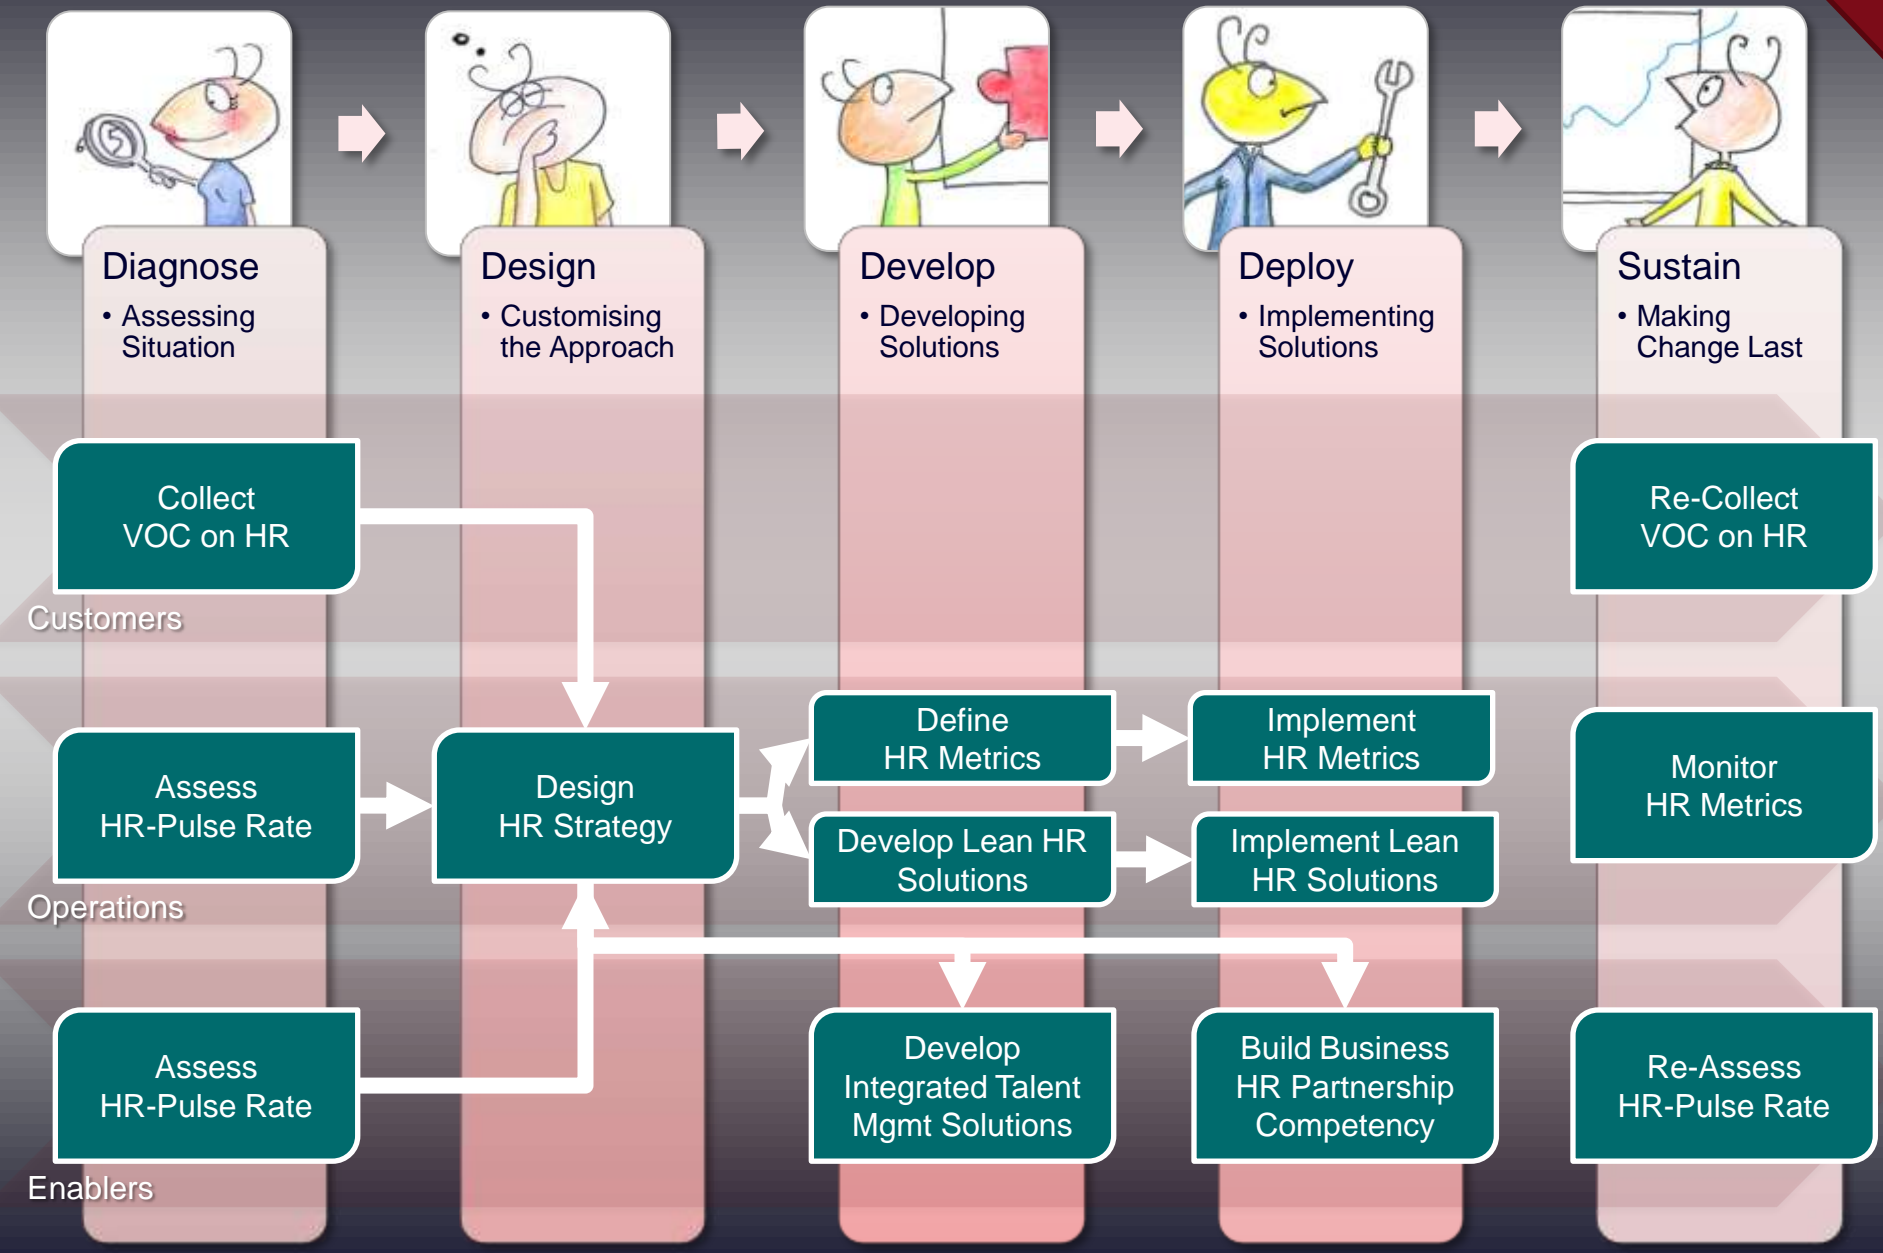 Diagnose
• Assessing
Situation
Design
• Customising
the Approach
Develop
• Developing
Solutions
Deploy
• Implementing
Solutions
Sustain
• Making
Change Last
Collect
VOC on HR
Re-Collect
VOC on HR
Customers
Assess
HR-Pulse Rate
Design
HR Strategy
Define
HR Metrics
Implement
HR Metrics
Develop Lean HR
Solutions
Implement Lean
HR Solutions
Monitor
HR Metrics
Operations
Assess
HR-Pulse Rate
Develop
Integrated Talent
Mgmt Solutions
Build Business
HR Partnership
Competency
Re-Assess
HR-Pulse Rate
Enablers